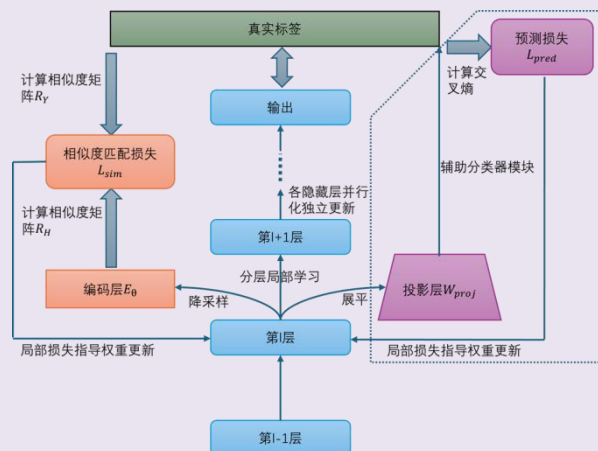 真实标签
预测损失
L_pred
计算相似度矩
阵R_Y
计算交
叉熵
输出
相似度匹配损失
L_sim
辅助分类器模块
各隐藏层并行
化独立更新
计算相似度矩
阵R_H
第l+1层
分层局部学习
编码层E_θ
投影层W_proj
降采样
展平
第l层
局部损失指导权重更新
局部损失指导权重更新
第l-1层